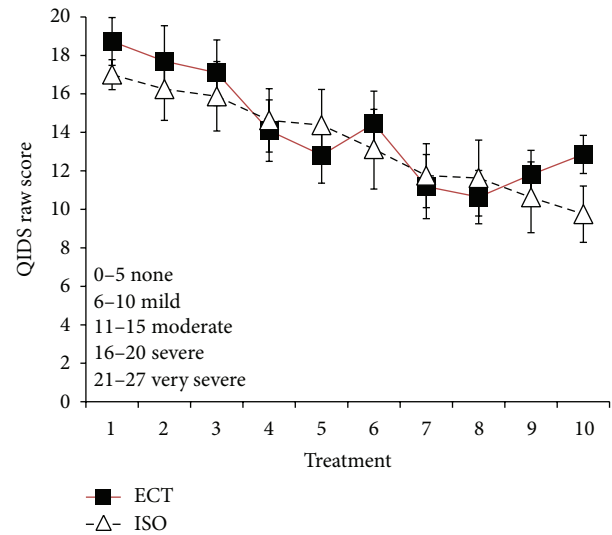 QIDS raw score
20
18
16
14
12
10
8
6
4
2
0
0–5 none
6–10 mild
11–15 moderate
16–20 severe
21–27 very severe
1 2 3 4 5 6 7 8 9 10
Treatment
ECT
ISO